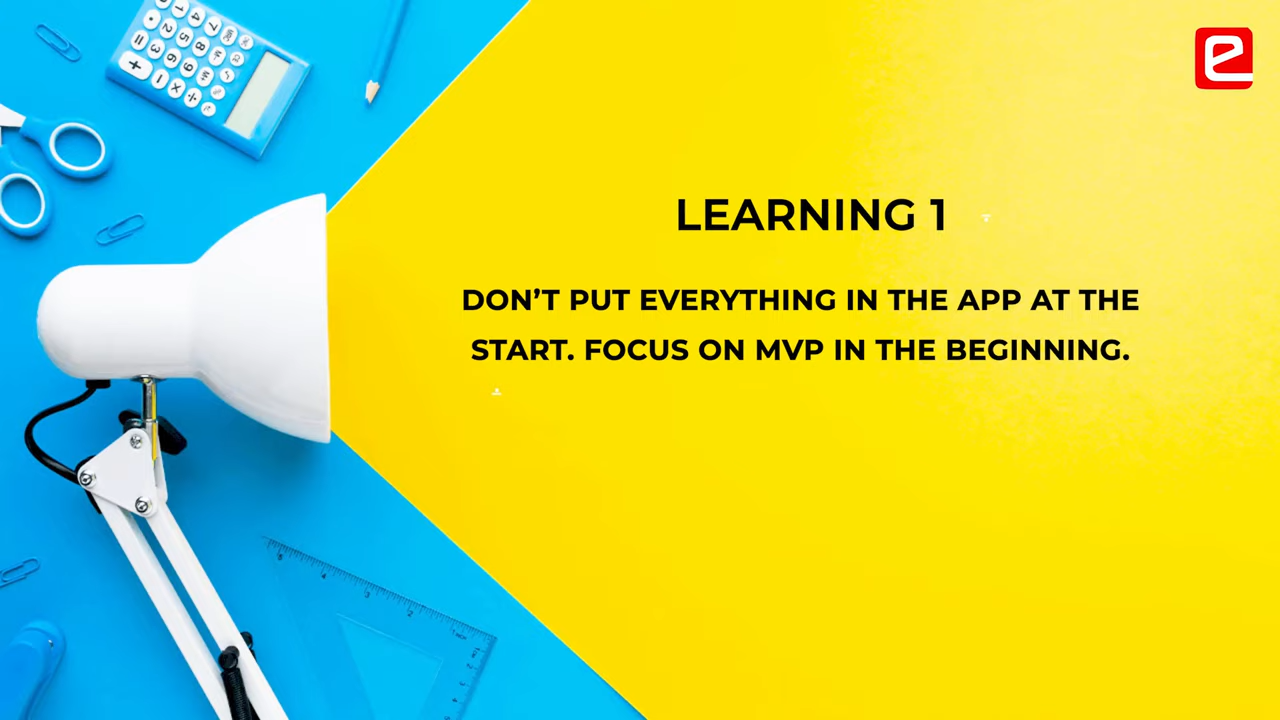 LEARNING 1
DON'T PUT EVERYTHING IN THE APP AT THE
START. FOCUS ON MVP IN THE BEGINNING.
e